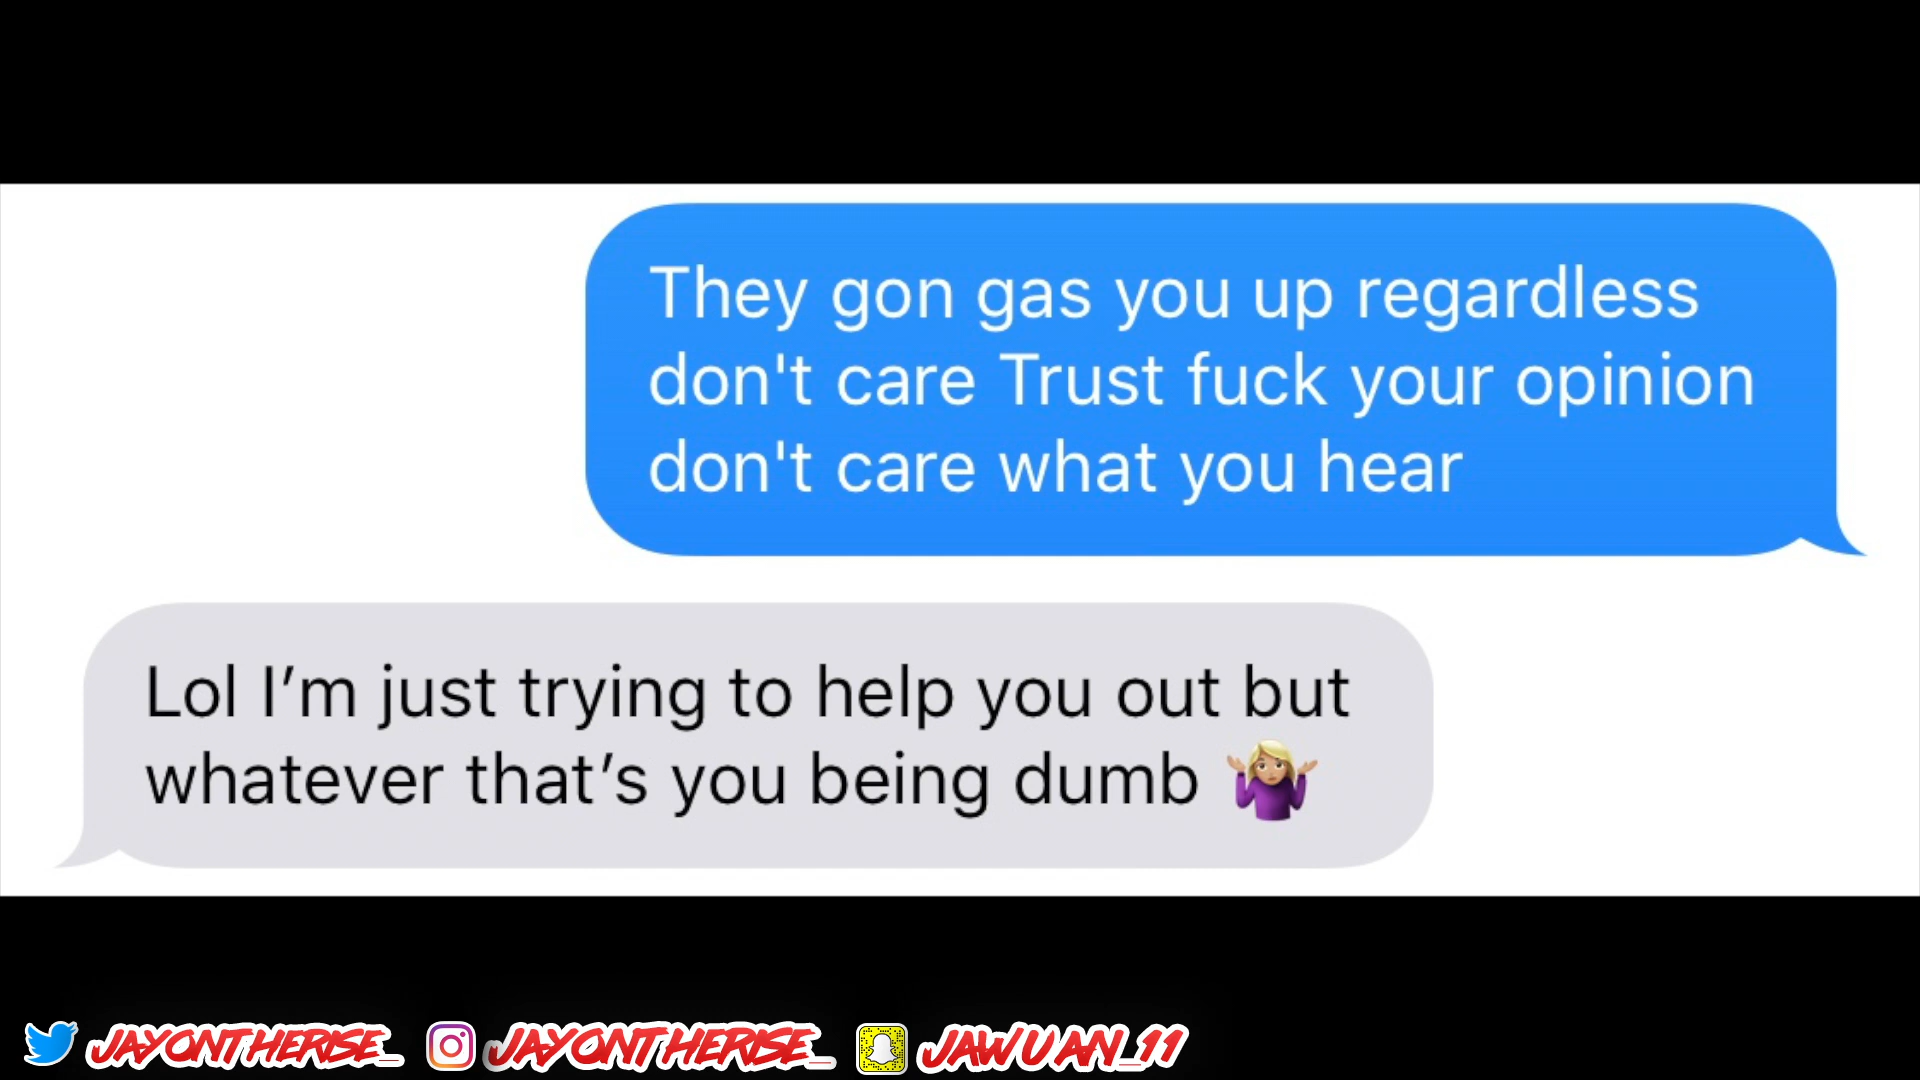 They gon gas you up regardless
don't care Trust fuck your opinion
don't care what you hear
Lol I’m just trying to help you out but
whatever that’s you being dumb 🤷🏼‍♀️
JAYONTHERISE_ JAYONTHERISE_ JAWUAN_11